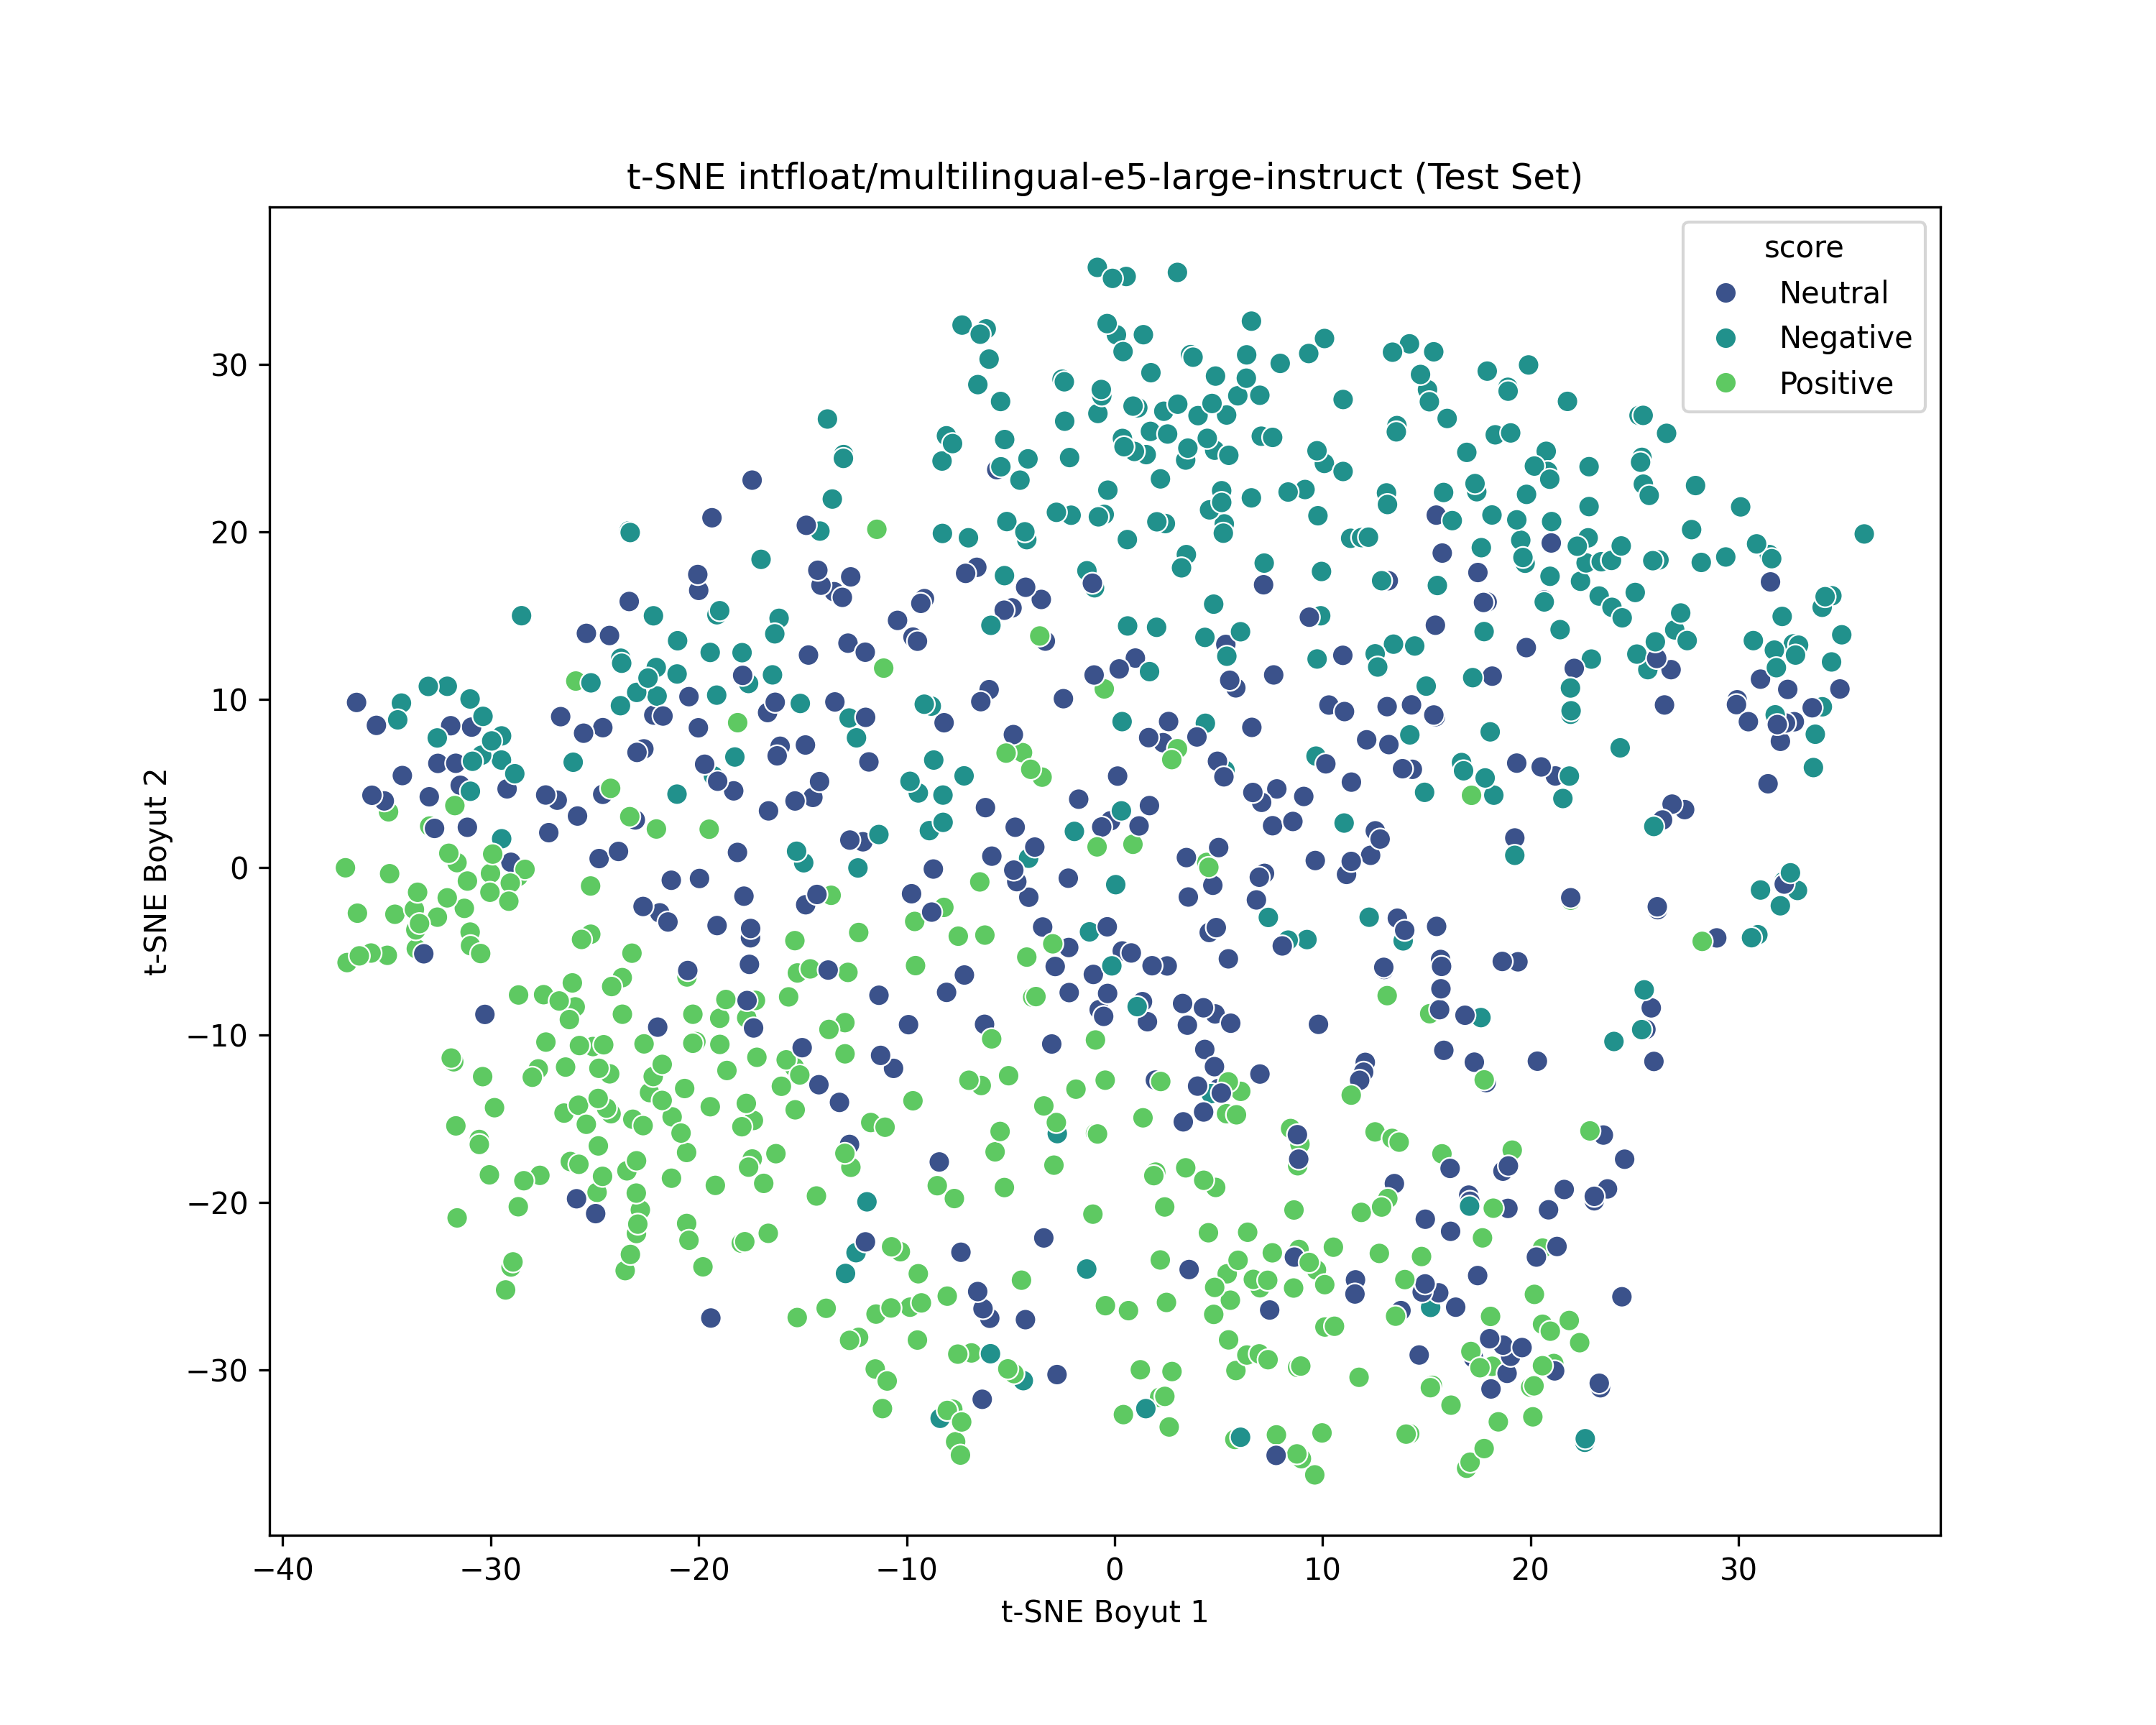 t-SNE intfloat/multilingual-e5-large-instruct (Test Set)
score
Neutral
Negative
Positive
30
20
10
0
−10
−20
−30
t-SNE Boyut 2
−40 −30 −20 −10 0 10 20 30
t-SNE Boyut 1